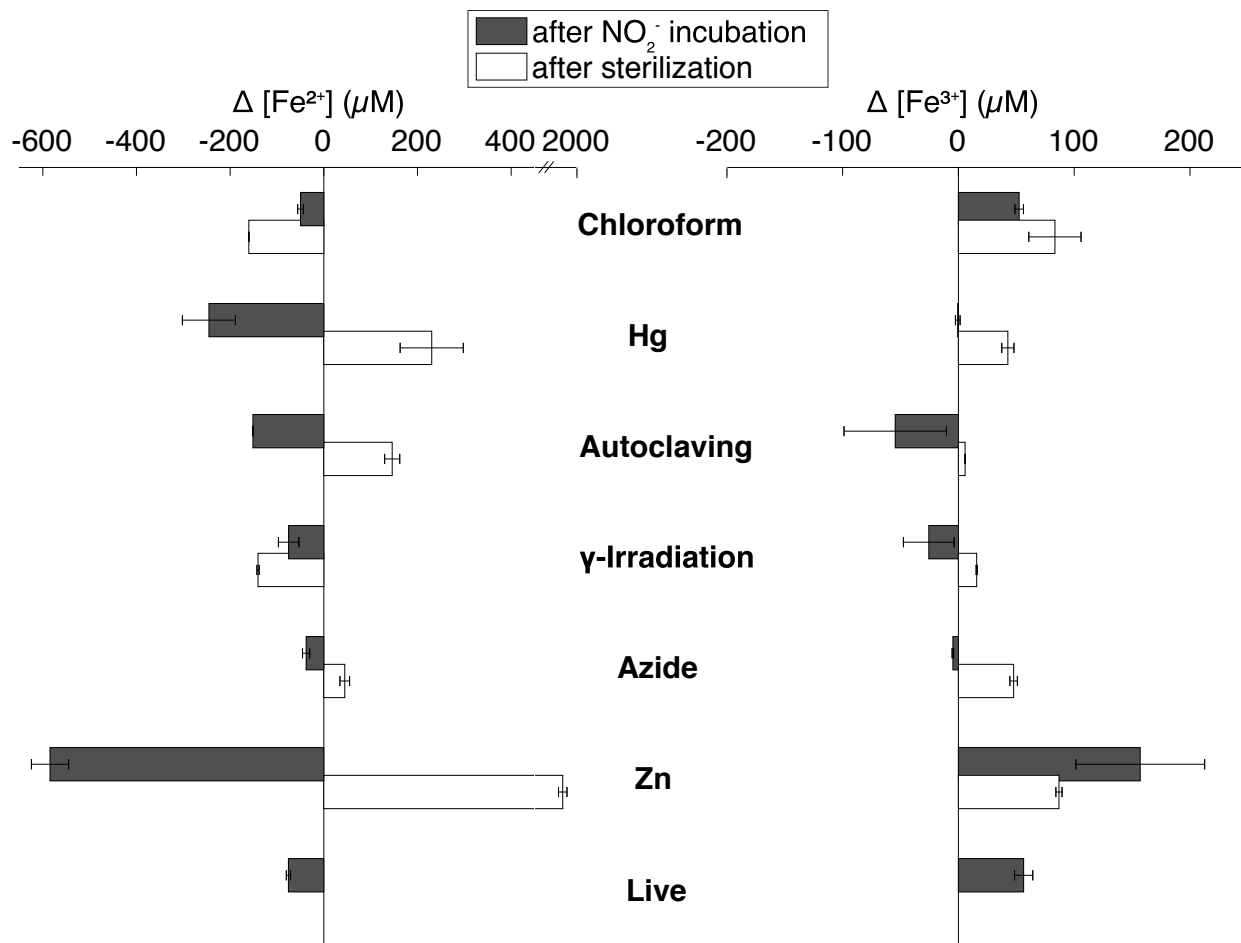 after NO₂⁻ incubation
after sterilization
Δ [Fe²⁺] (µM)
Δ [Fe³⁺] (µM)
-600 -400 -200 0 200 400 2000
-200 -100 0 100 200
Chloroform
Hg
Autoclaving
γ-Irradiation
Azide
Zn
Live